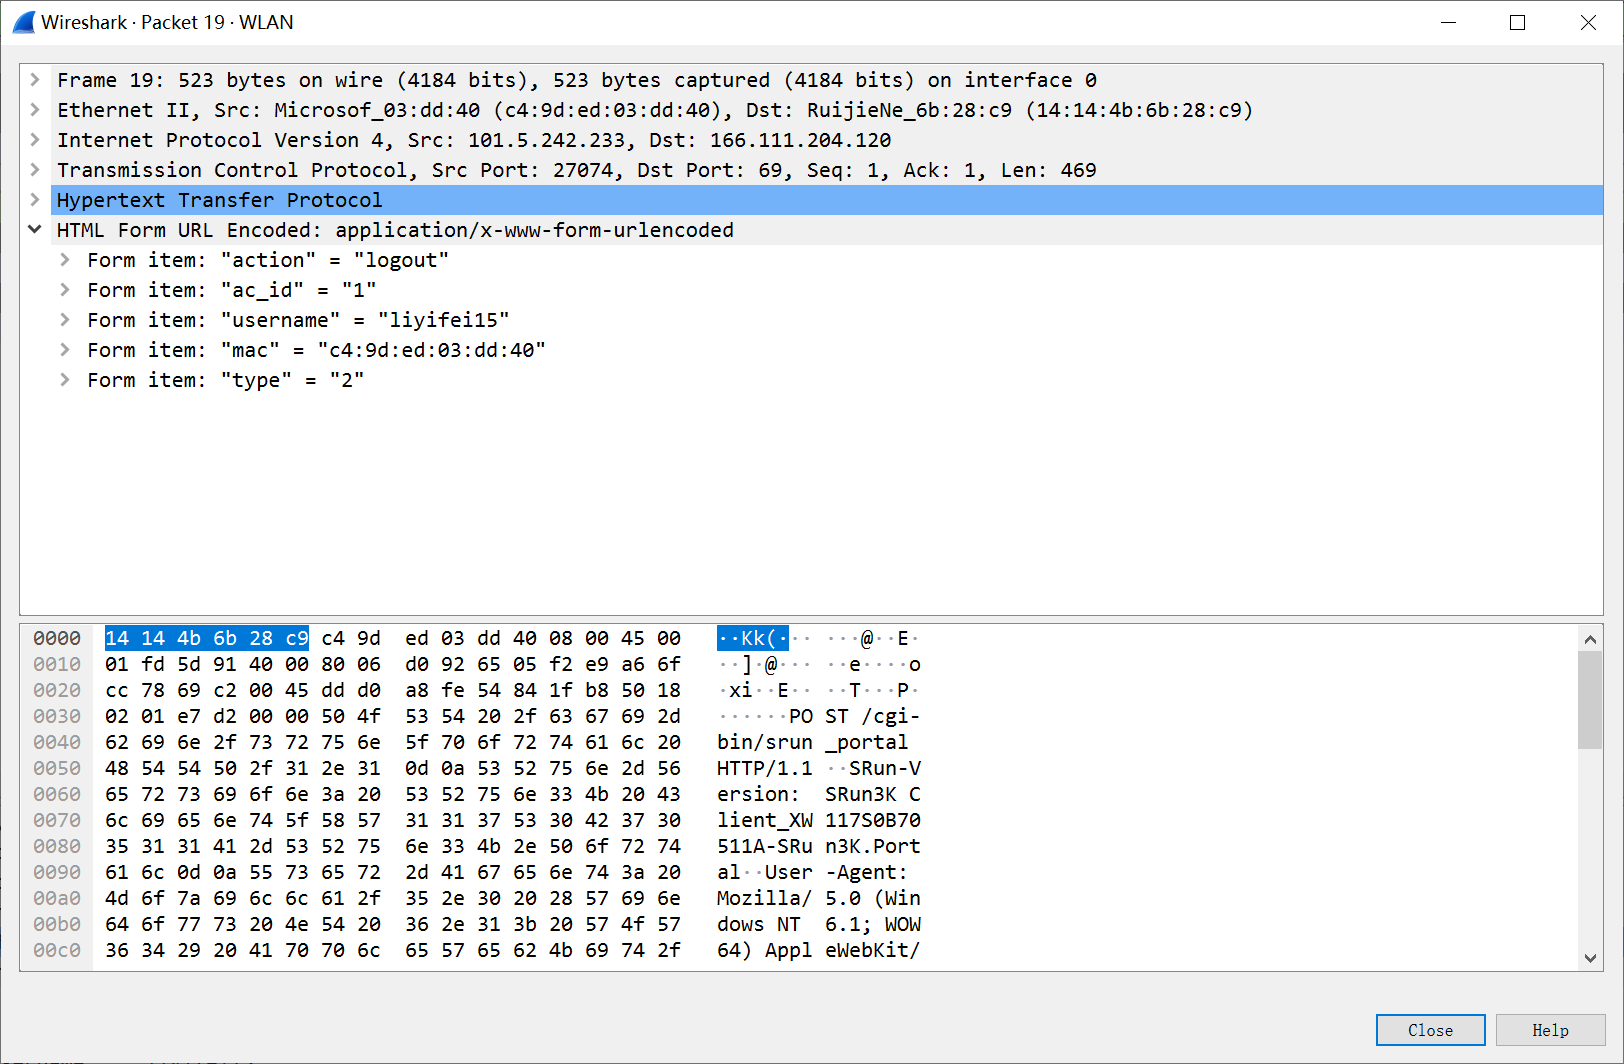 Wireshark · Packet 19 · WLAN
Frame 19: 523 bytes on wire (4184 bits), 523 bytes captured (4184 bits) on interface 0
Ethernet II, Src: Microsof_03:dd:40 (c4:9d:ed:03:dd:40), Dst: RuijieNe_6b:28:c9 (14:14:4b:6b:28:c9)
Internet Protocol Version 4, Src: 101.5.242.233, Dst: 166.111.204.120
Transmission Control Protocol, Src Port: 27074, Dst Port: 69, Seq: 1, Ack: 1, Len: 469
Hypertext Transfer Protocol
HTML Form URL Encoded: application/x-www-form-urlencoded
Form item: "action" = "logout"
Form item: "ac_id" = "1"
Form item: "username" = "liyifei15"
Form item: "mac" = "c4:9d:ed:03:dd:40"
Form item: "type" = "2"
0000 14 14 4b 6b 28 c9 c4 9d ed 03 dd 40 08 00 45 00 ··Kk(··· ···@··E·
0010 01 fd 5d 91 40 00 80 06 d0 92 65 05 f2 e9 a6 6f ··]·@··· ··e····o
0020 cc 78 69 c2 00 45 dd d0 a8 fe 54 84 1f b8 50 18 ·xi··E·· ··T···P·
0030 02 01 e7 d2 00 00 50 4f 53 54 20 2f 63 67 69 2d ······PO ST /cgi-
0040 62 69 6e 2f 73 72 75 6e 5f 70 6f 72 74 61 6c 20 bin/srun _portal
0050 48 54 54 50 2f 31 2e 31 0d 0a 53 52 75 6e 2d 56 HTTP/1.1 ··SRun-V
0060 65 72 73 69 6f 6e 3a 20 53 52 75 6e 33 4b 20 43 ersion: SRun3K C
0070 6c 69 65 6e 74 5f 58 57 31 31 37 53 30 42 37 30 lient_XW 117S0B70
0080 35 31 31 41 2d 53 52 75 6e 33 4b 2e 50 6f 72 74 511A-SRu n3K.Port
0090 61 6c 0d 0a 55 73 65 72 2d 41 67 65 6e 74 3a 20 al··User -Agent:
00a0 4d 6f 7a 69 6c 6c 61 2f 35 2e 30 20 28 57 69 6e Mozilla/ 5.0 (Win
00b0 64 6f 77 73 20 4e 54 20 36 2e 31 3b 20 57 4f 57 dows NT 6.1; WOW
00c0 36 34 29 20 41 70 70 6c 65 57 65 62 4b 69 74 2f 64) Appl eWebKit/
Close Help